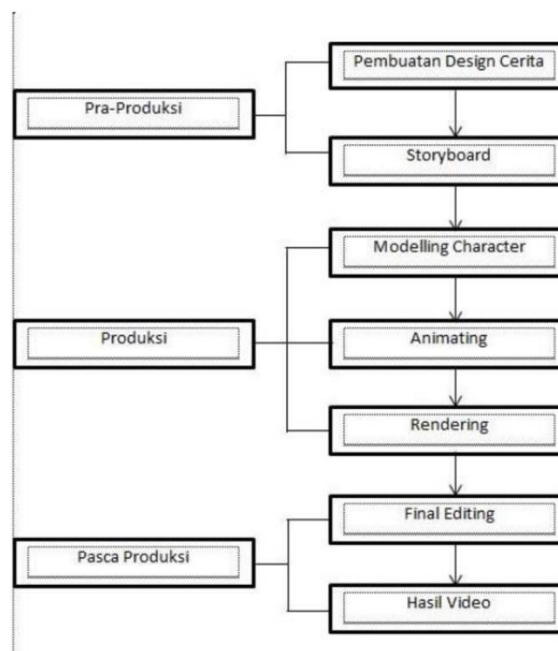 Pra-Produksi
Pembuatan Design Cerita
Storyboard
Produksi
Modelling Character
Animating
Rendering
Pasca Produksi
Final Editing
Hasil Video